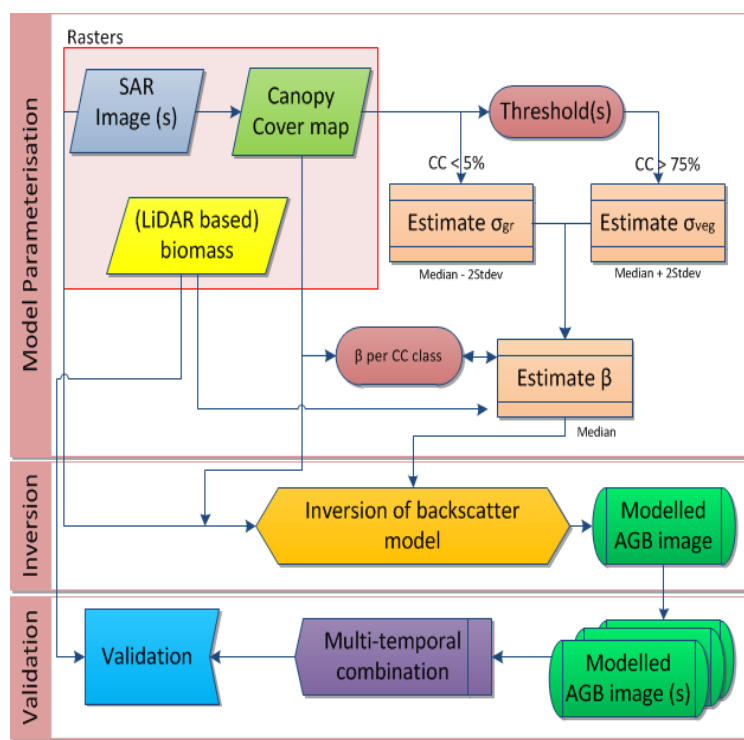 Model Parameterisation
Rasters
SAR
Image (s)
Canopy
Cover map
Threshold(s)
CC < 5%
CC > 75%
(LiDAR based)
biomass
Estimate σgr
Estimate σveg
Median - 2Stdev
Median + 2Stdev
β per CC class
Estimate β
Median
Inversion
Inversion of backscatter
model
Modelled
AGB image
Validation
Validation
Multi-temporal
combination
Modelled
AGB image (s)